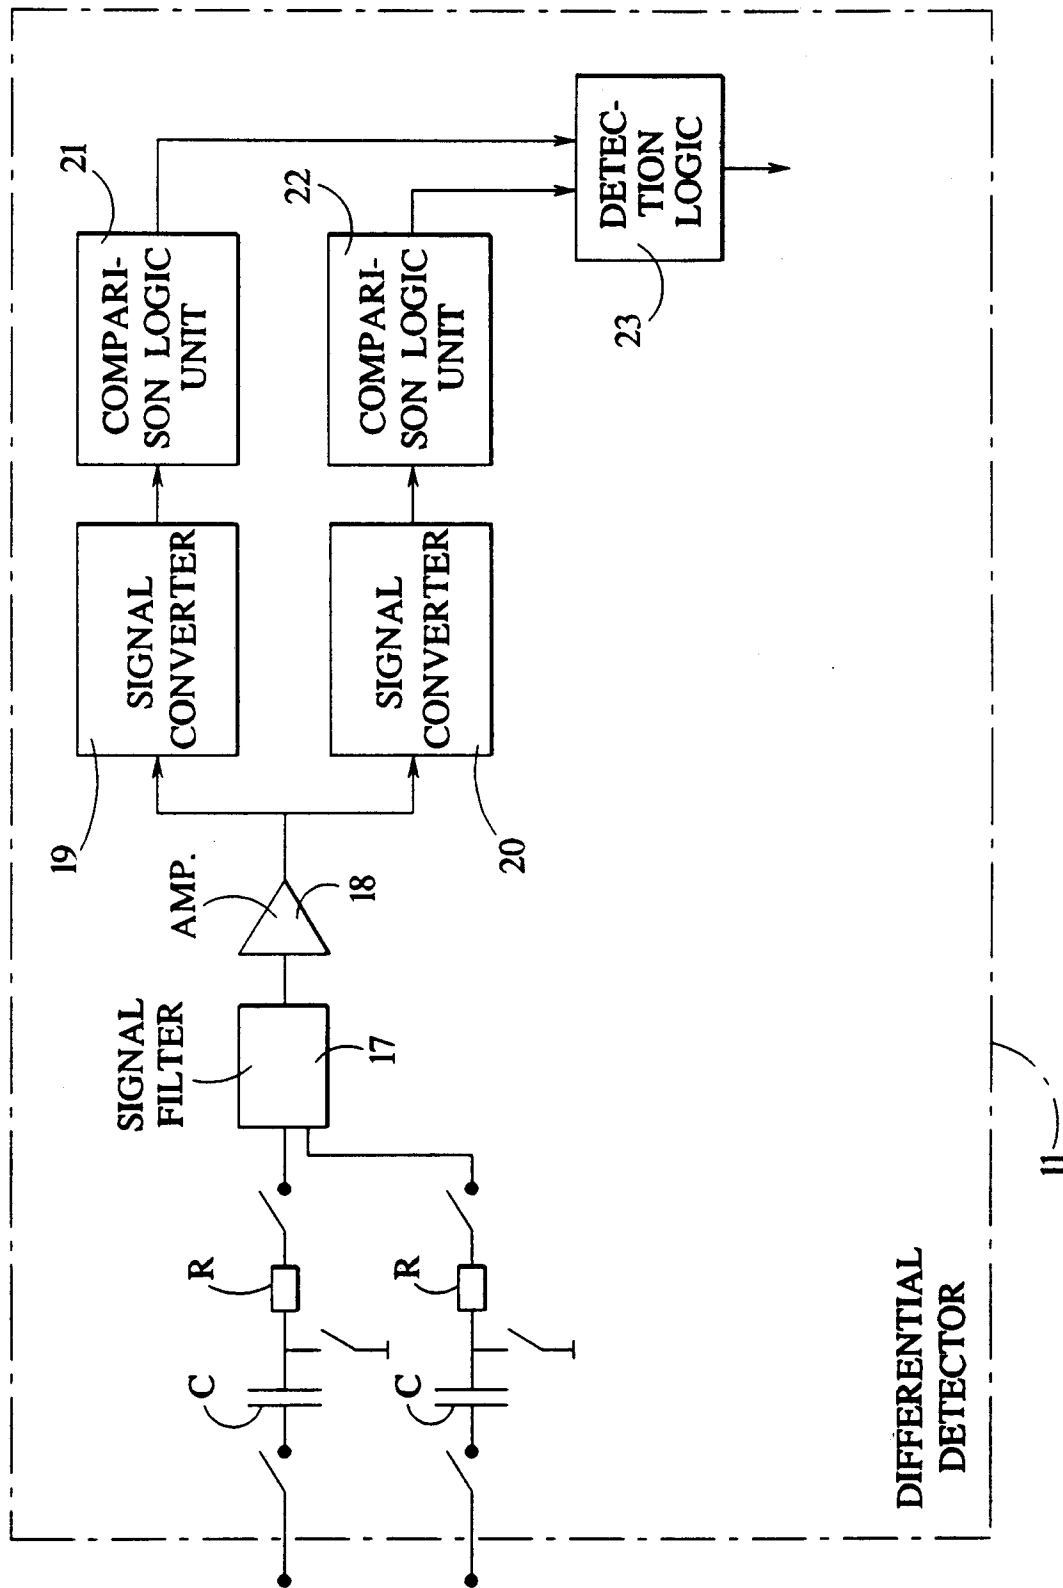 21
COMPARI-
SON LOGIC
UNIT
22
COMPARI-
SON LOGIC
UNIT
DETEC-
TION
LOGIC
23
SIGNAL
CONVERTER
19
SIGNAL
CONVERTER
20
AMP.
18
SIGNAL
FILTER
17
R
C
R
C
DIFFERENTIAL
DETECTOR
11